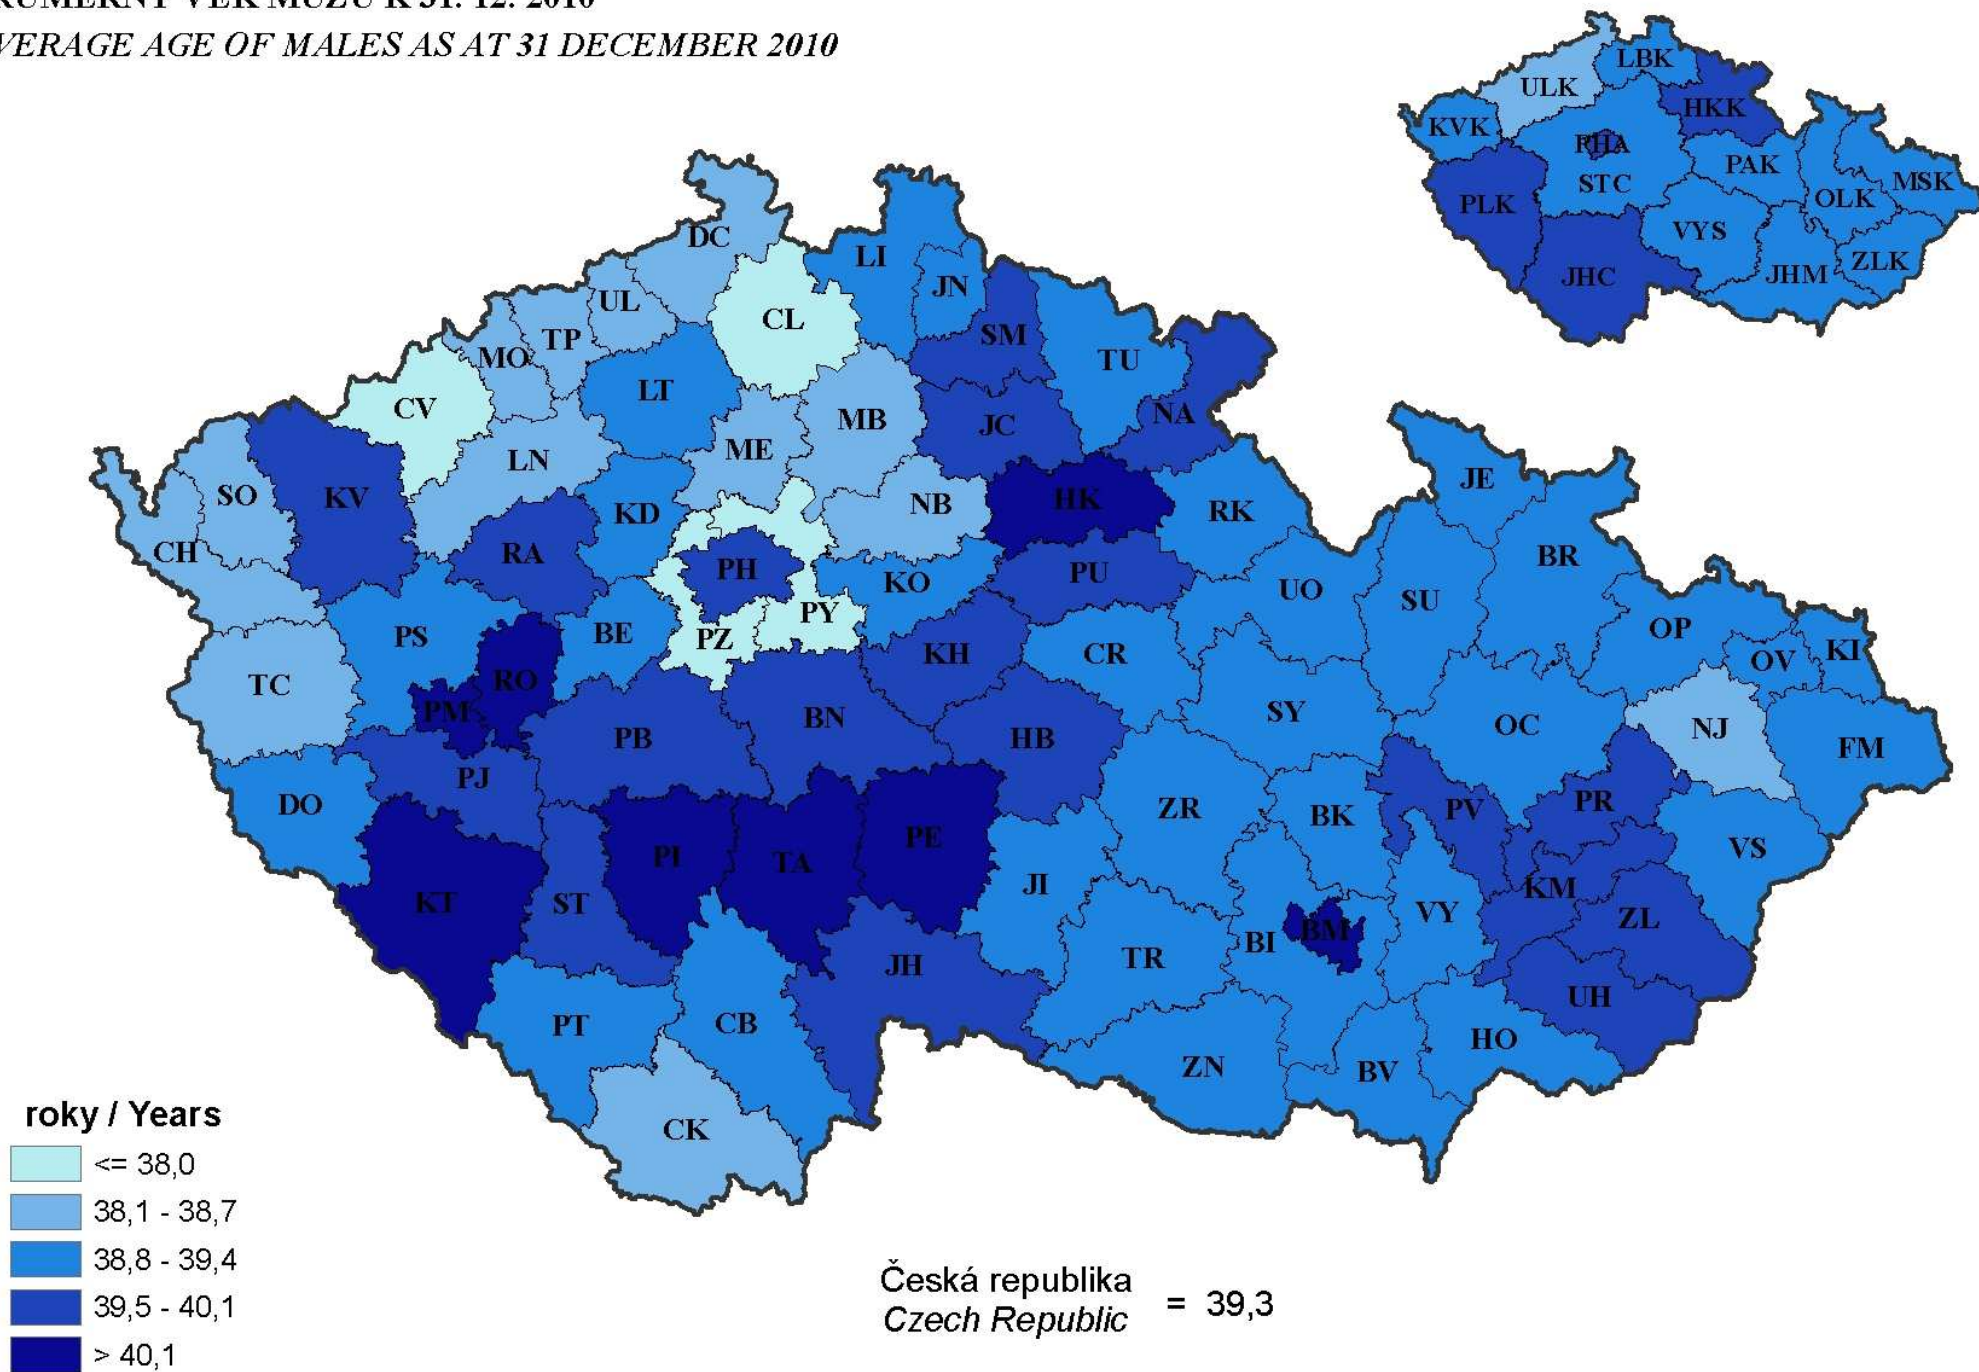 VERAGE AGE OF MALES AS AT 31 DECEMBER 2010
LBK
ULK
HKK
KVK
PHA
PAK
STC
MSK
OLK
PLK
VYS
ZLK
JHC
JHM
DC
LI
JN
UL
CL
SM
TP
MO
TU
LT
CV
MB
NA
JC
ME
LN
JE
SO
KV
NB
HK
KD
RK
CH
RA
BR
PH
PU
KO
UO
SU
PY
OP
PS
BE
PZ
KH
CR
KI
OV
TC
RO
PM
BN
SY
OC
NJ
PB
HB
FM
PJ
DO
ZR
BK
PV
PR
PE
PI
TA
VS
JI
KT
ST
KM
VY
ZL
BM
BI
JH
TR
UH
PT
CB
HO
ZN
BV
CK
roky / Years
<= 38,0
38,1 - 38,7
38,8 - 39,4
39,5 - 40,1
> 40,1
Česká republika
Czech Republic
= 39,3